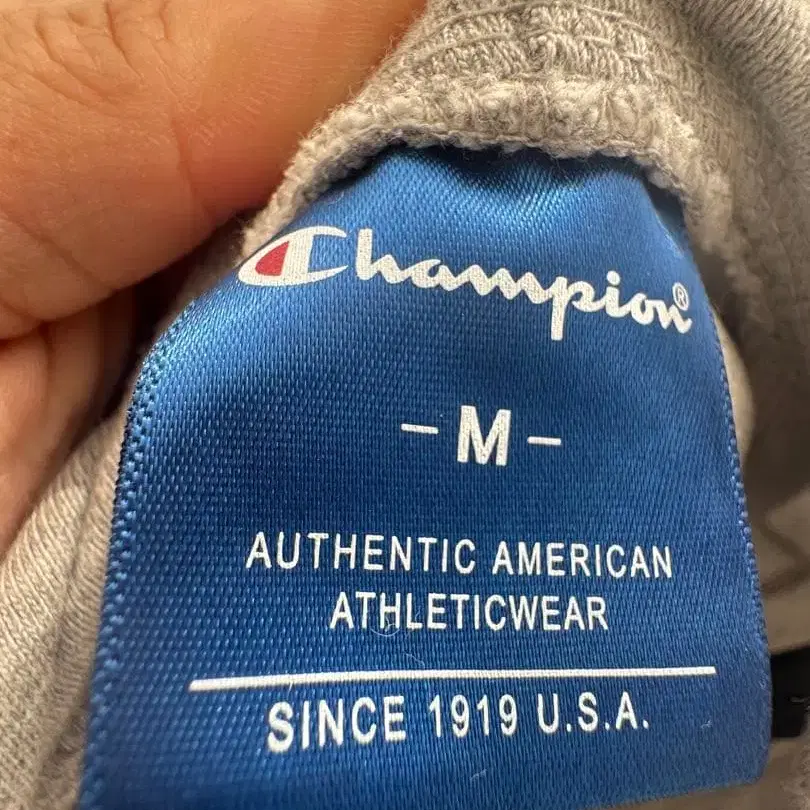 Champion®
- M -
AUTHENTIC AMERICAN
ATHLETICWEAR
SINCE 1919 U.S.A.